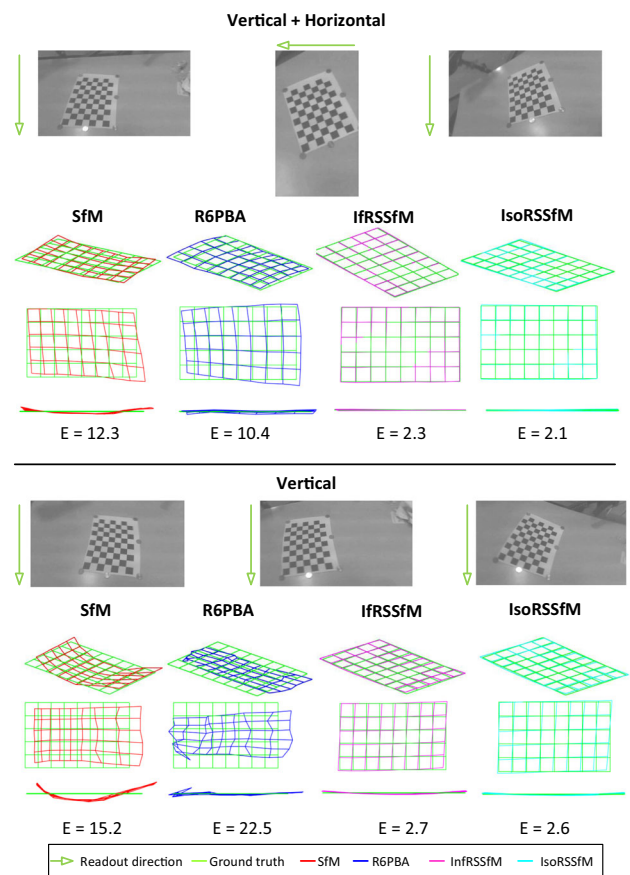 Vertical + Horizontal
SfM R6PBA IfRSSfM IsoRSSfM
E = 12.3 E = 10.4 E = 2.3 E = 2.1
Vertical
SfM R6PBA IfRSSfM IsoRSSfM
E = 15.2 E = 22.5 E = 2.7 E = 2.6
Readout direction Ground truth SfM R6PBA InfRSSfM IsoRSSfM